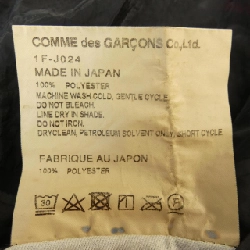 COMME des GARÇONS Co,Ltd.
1F-J024
MADE IN JAPAN
100% POLYESTER
MACHINE WASH COLD, GENTLE CYCLE.
DO NOT BLEACH.
LINE DRY IN SHADE.
DO NOT IRON.
DRYCLEAN, PETROLEUM SOLVENT ONLY, SHORT CYCLE.
FABRIQUE AU JAPON
100% POLYESTER
30